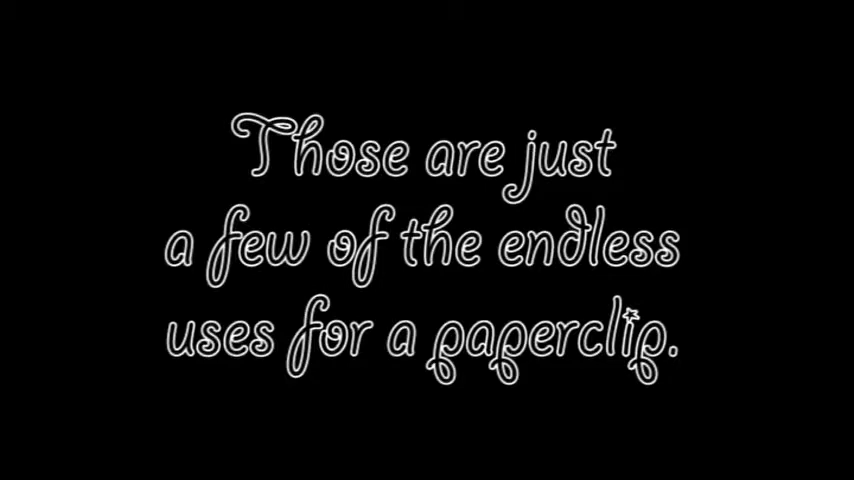 Those are just
a few of the endless
uses for a paperclip.